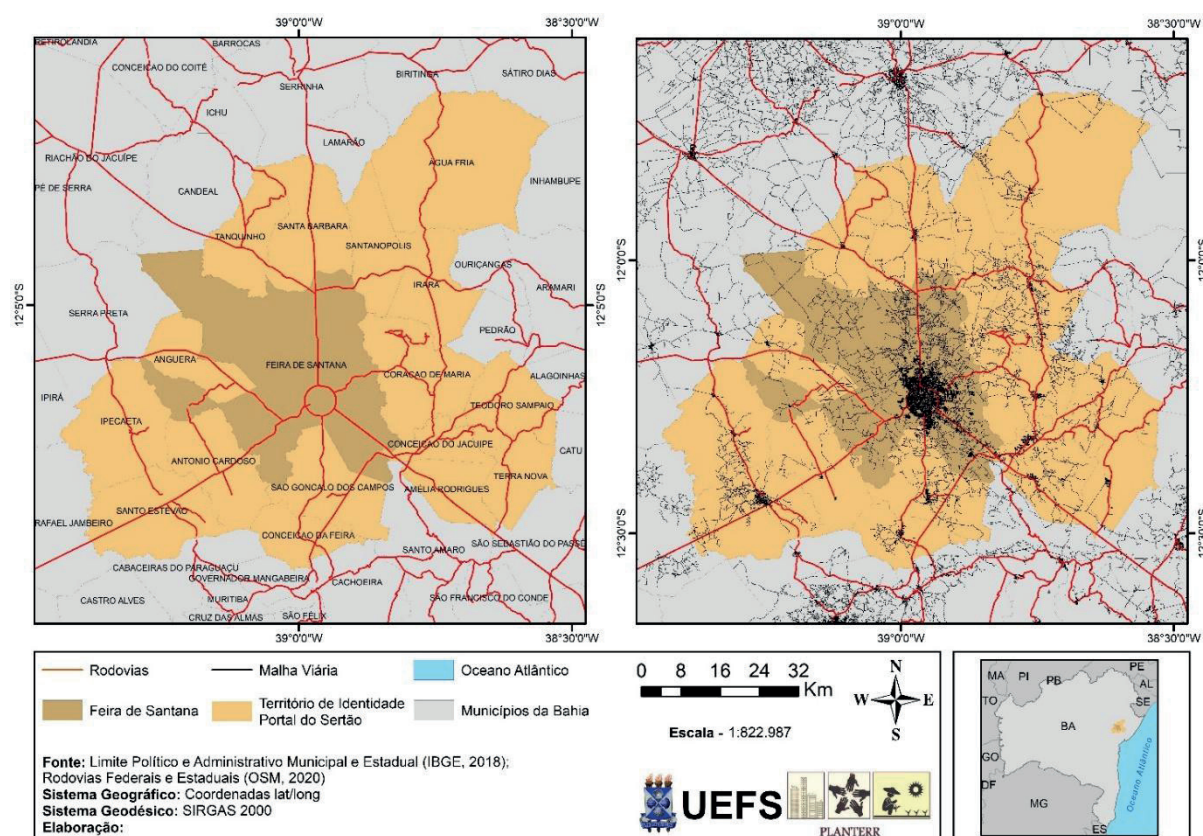 39°0'0"W
38°30'0"W
39°0'0"W
38°30'0"W
RETIROLANDIA
BARROCAS
CONCEICAO DO COITÉ
BIRITINGA
SÁTIRO DIAS
SERRINHA
ICHU
LAMARÃO
RIACHÃO DO JACUÍPE
AGUA FRIA
PÉ DE SERRA
CANDEAL
INHAMBUPE
SANTA BARBARA
TANQUINHO
SANTANOPOLIS
OURIÇANGAS
IRARÁ
ARAMARI
SERRA PRETA
PEDRÃO
ANGUERA
FEIRA DE SANTANA
CORAÇAO DE MARIA
ALAGOINHAS
IPIRÁ
IPECAETA
TEODORO SAMPAIO
CONCEICAO DO JACUIPE
CATU
ANTONIO CARDOSO
TERRA NOVA
SAO GONCALO DOS CAMPOS
AMÉLIA RODRIGUES
SANTO ESTEVAO
RAFAEL JAMBEIRO
CONCEICAO DA FEIRA
SÃO SEBASTIÃO DO PASSÉ
SANTO AMARO
CABACEIRAS DO PARAGUAÇU
GOVERNADOR MANGABEIRA
CACHOEIRA
CASTRO ALVES
MURITIBA
SÃO FRANCISCO DO CONDE
CRUZ DAS ALMAS
SÃO FÉLIX
12°5'0"S
12°5'0"S
12°0'0"S
12°30'0"S
12°30'0"S
39°0'0"W
38°30'0"W
39°0'0"W
38°30'0"W
Rodovias
Malha Viária
Oceano Atlântico
Feira de Santana
Território de Identidade
Portal do Sertão
Municípios da Bahia
0 8 16 24 32
Km
Escala - 1:822.987
N
W E
S
Fonte: Limite Político e Administrativo Municipal e Estadual (IBGE, 2018);
Rodovias Federais e Estaduais (OSM, 2020)
Sistema Geográfico: Coordenadas lat/long
Sistema Geodésico: SIRGAS 2000
Elaboração:
UEFS
PLANTERR
MA
PI
PB
PE
AL
SE
TO
BA
GO
DF
MG
ES
Oceano Atlântico